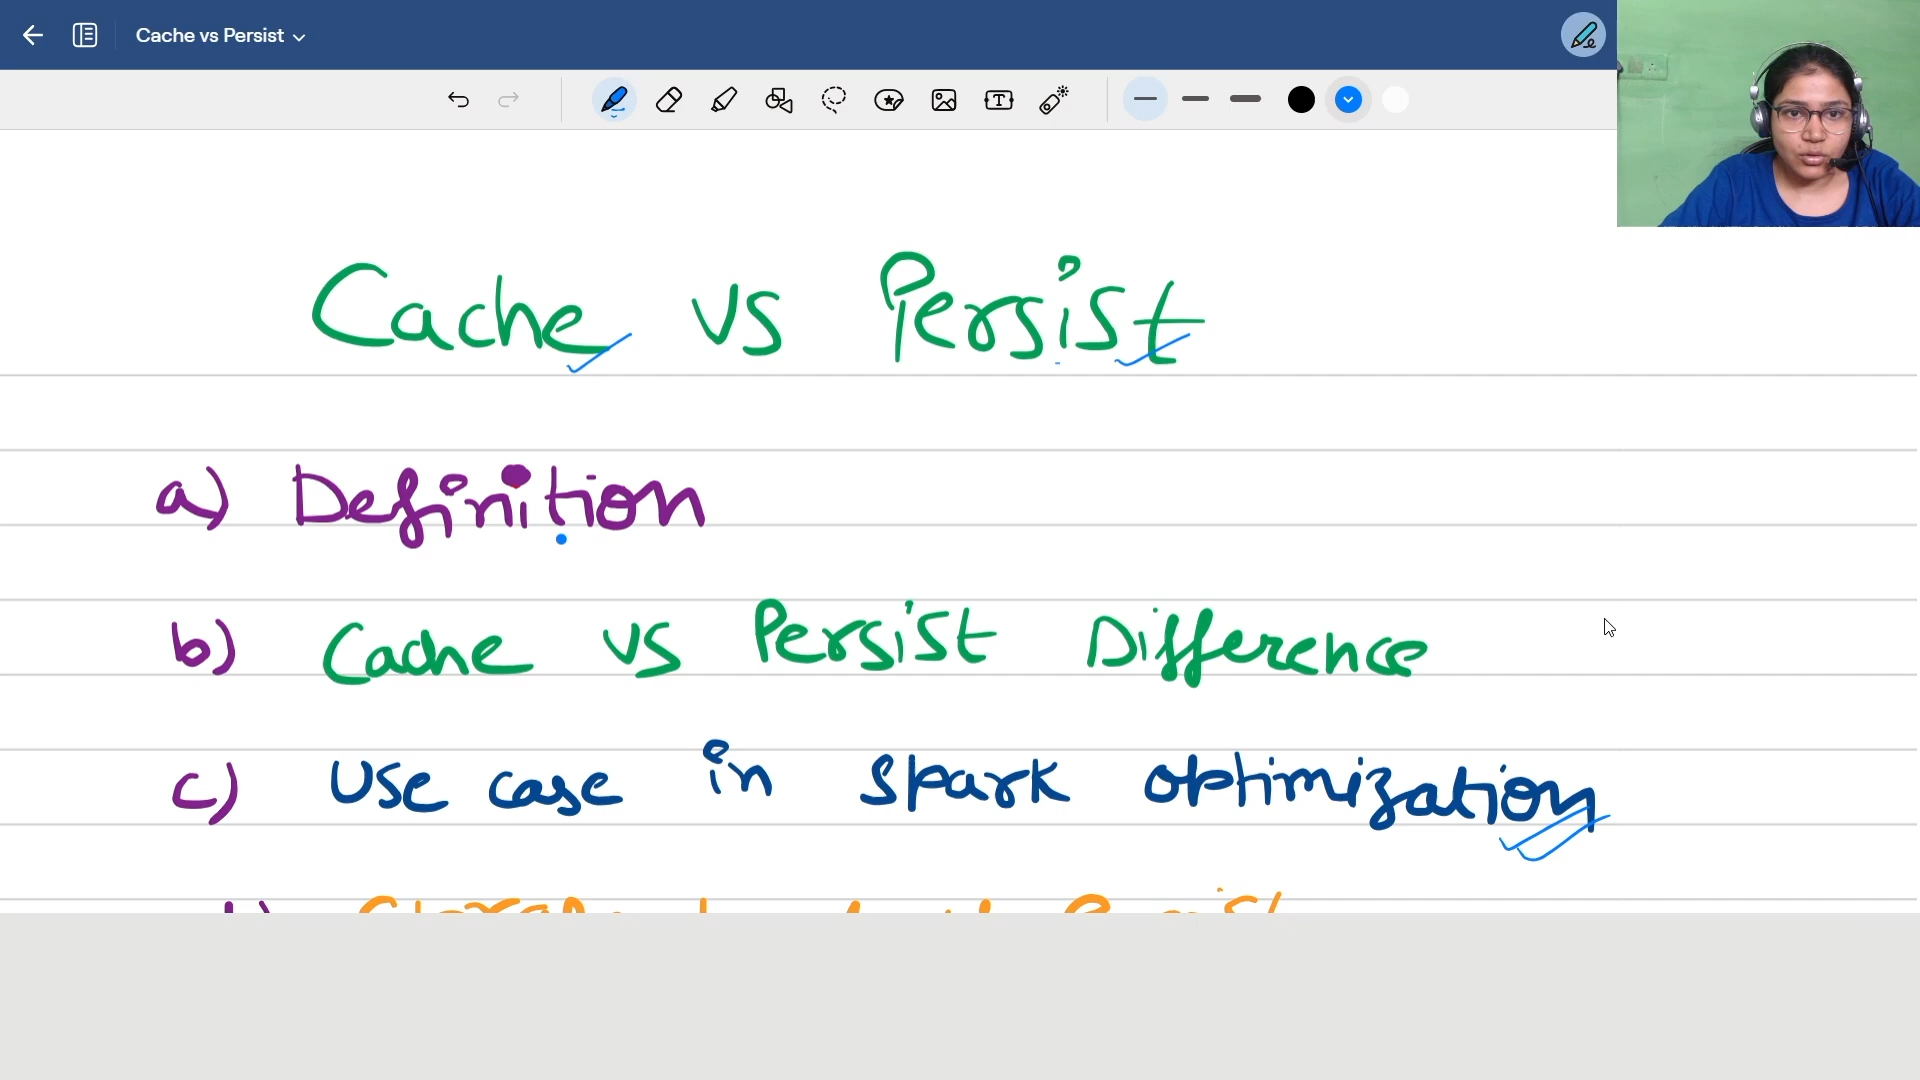 Cache vs Persist
Cache vs Persist
a) Definition
b) Cache vs Persist Difference
c) Use case in spark optimization